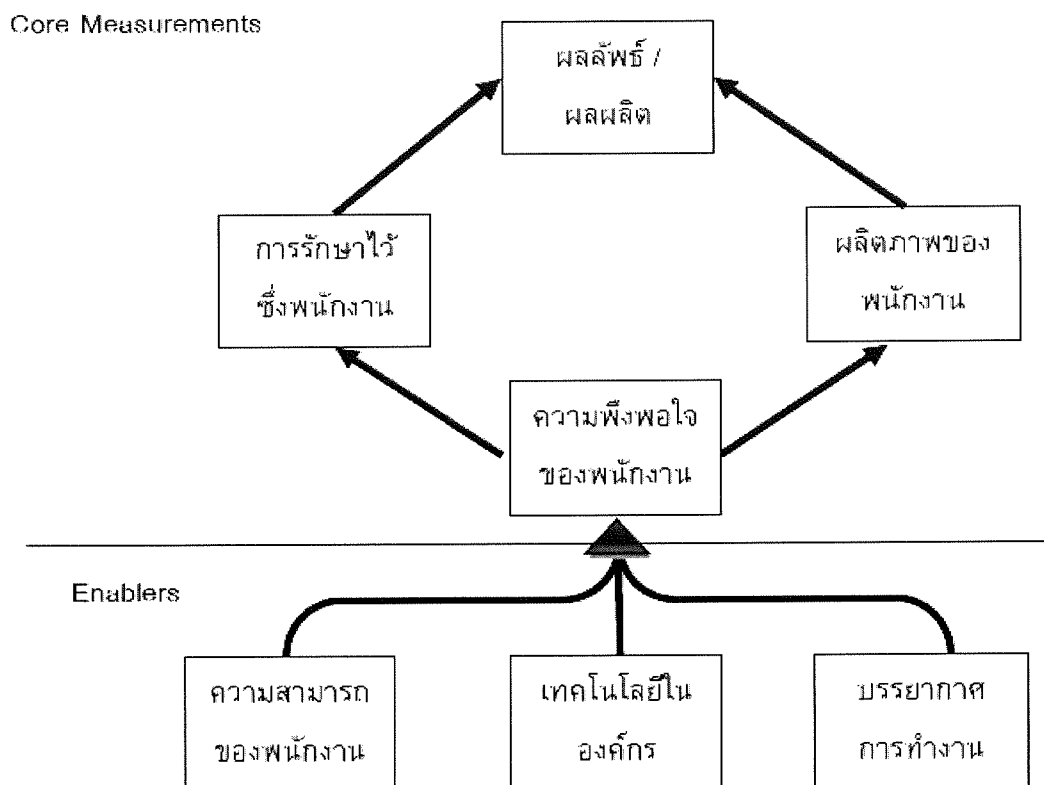 Core Measurements
ผลลัพธ์ /
ผลผลิต
การรักษาไว้
ซึ่งพนักงาน
ผลิตภาพของ
พนักงาน
ความพึงพอใจ
ของพนักงาน
Enablers
ความสามารถ
ของพนักงาน
เทคโนโลยีใน
องค์กร
บรรยากาศ
การทำงาน